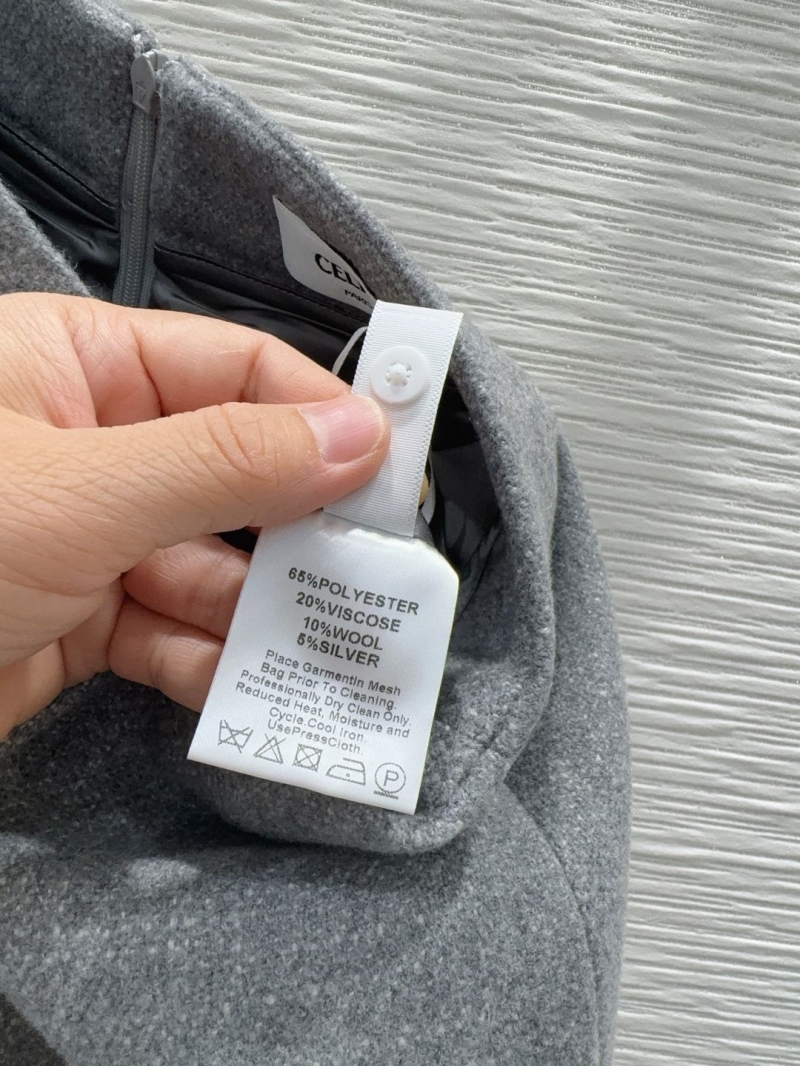 CEL
PARIS
65%POLYESTER
20%VISCOSE
10%WOOL
5%SILVER
Place Garmentin Mesh
Bag Prior To Cleaning.
Professionally Dry Clean Only.
Reduced Heat, Moisture and
Cycle.Cool Iron.
UsePressCloth.
P